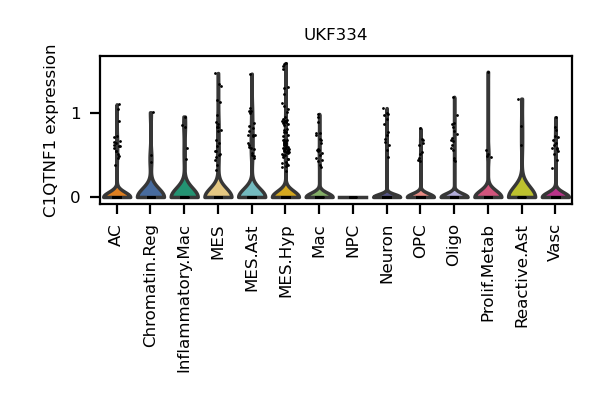 UKF334
C1QTNF1 expression
1
0
AC
Chromatin.Reg
Inflammatory.Mac
MES
MES.Ast
MES.Hyp
Mac
NPC
Neuron
OPC
Oligo
Prolif.Metab
Reactive.Ast
Vasc